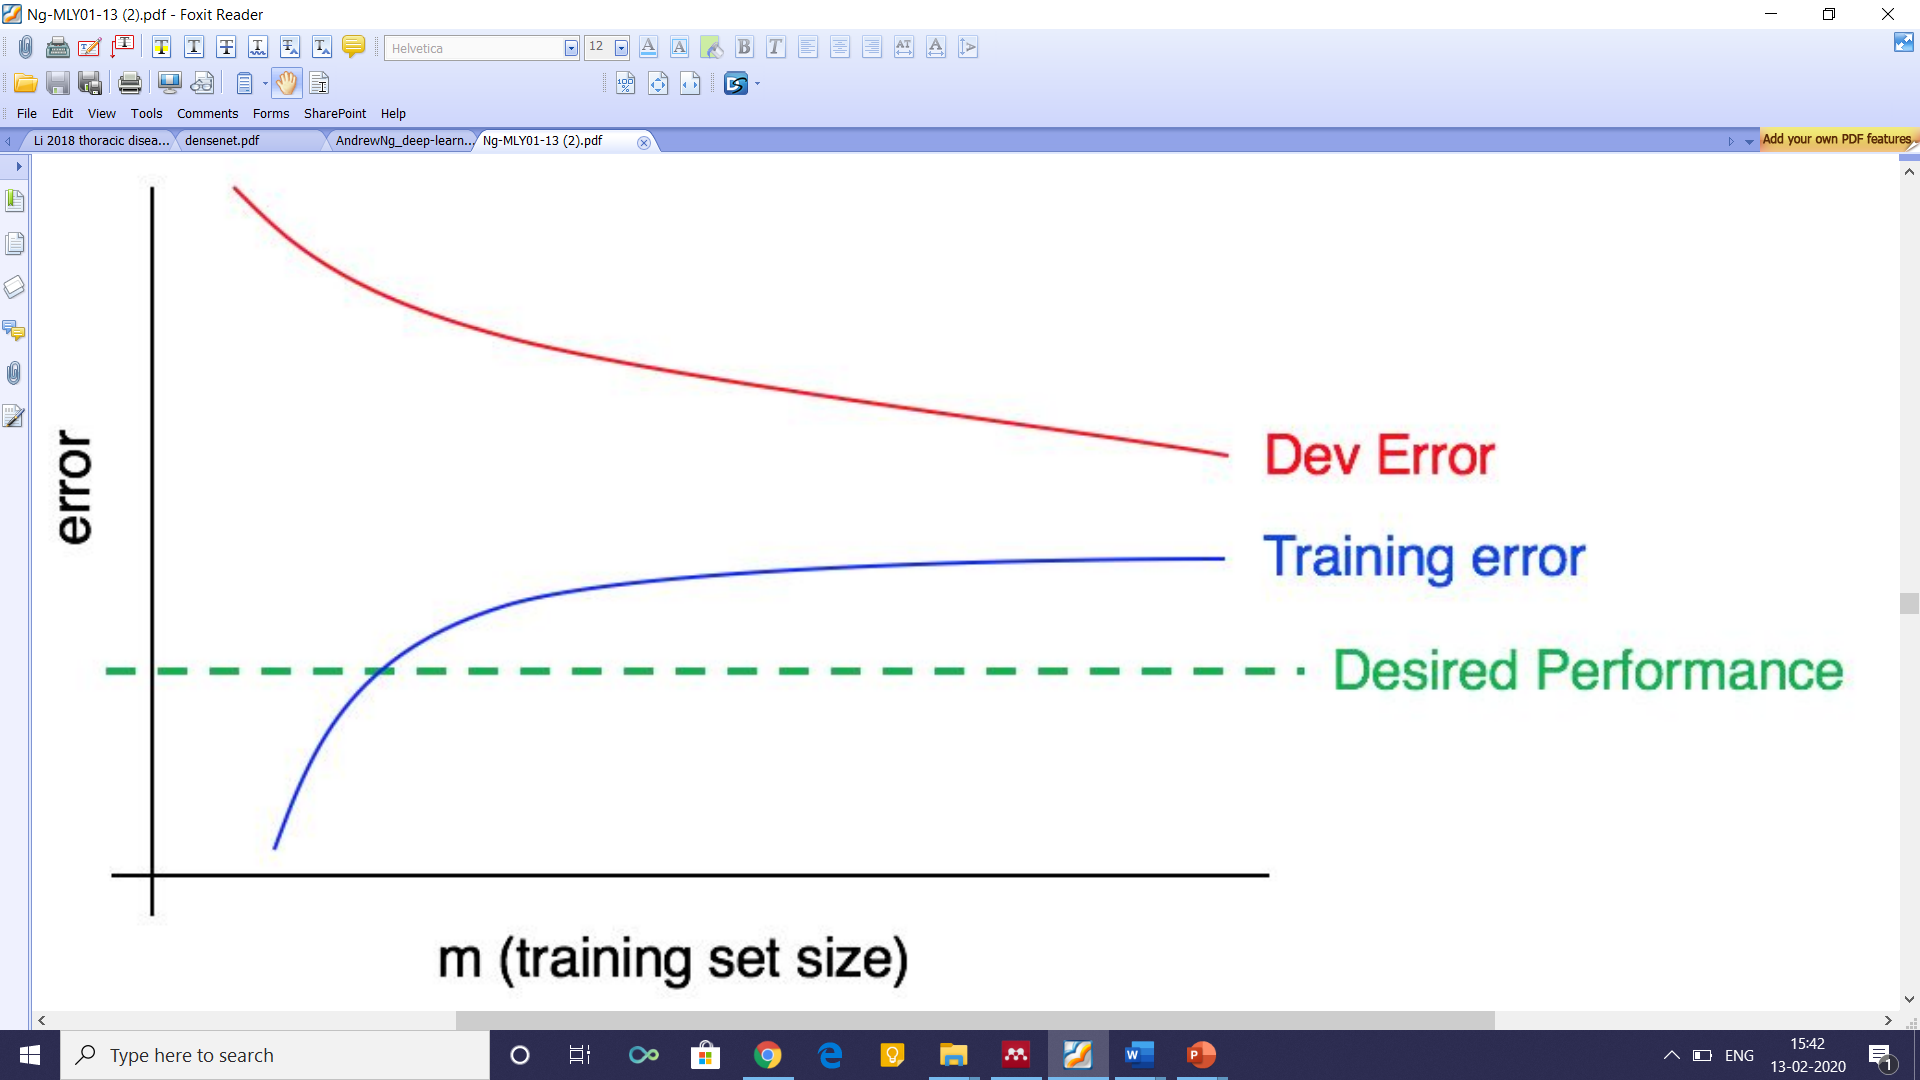 Ng-MLY01-13 (2).pdf - Foxit Reader
Helvetica 12
File Edit View Tools Comments Forms SharePoint Help
Li 2018 thoracic disea... densenet.pdf AndrewNg_deep-learn... Ng-MLY01-13 (2).pdf Add your own PDF features
error
Dev Error
Training error
Desired Performance
m (training set size)
Type here to search
ENG
15:42
13-02-2020
1